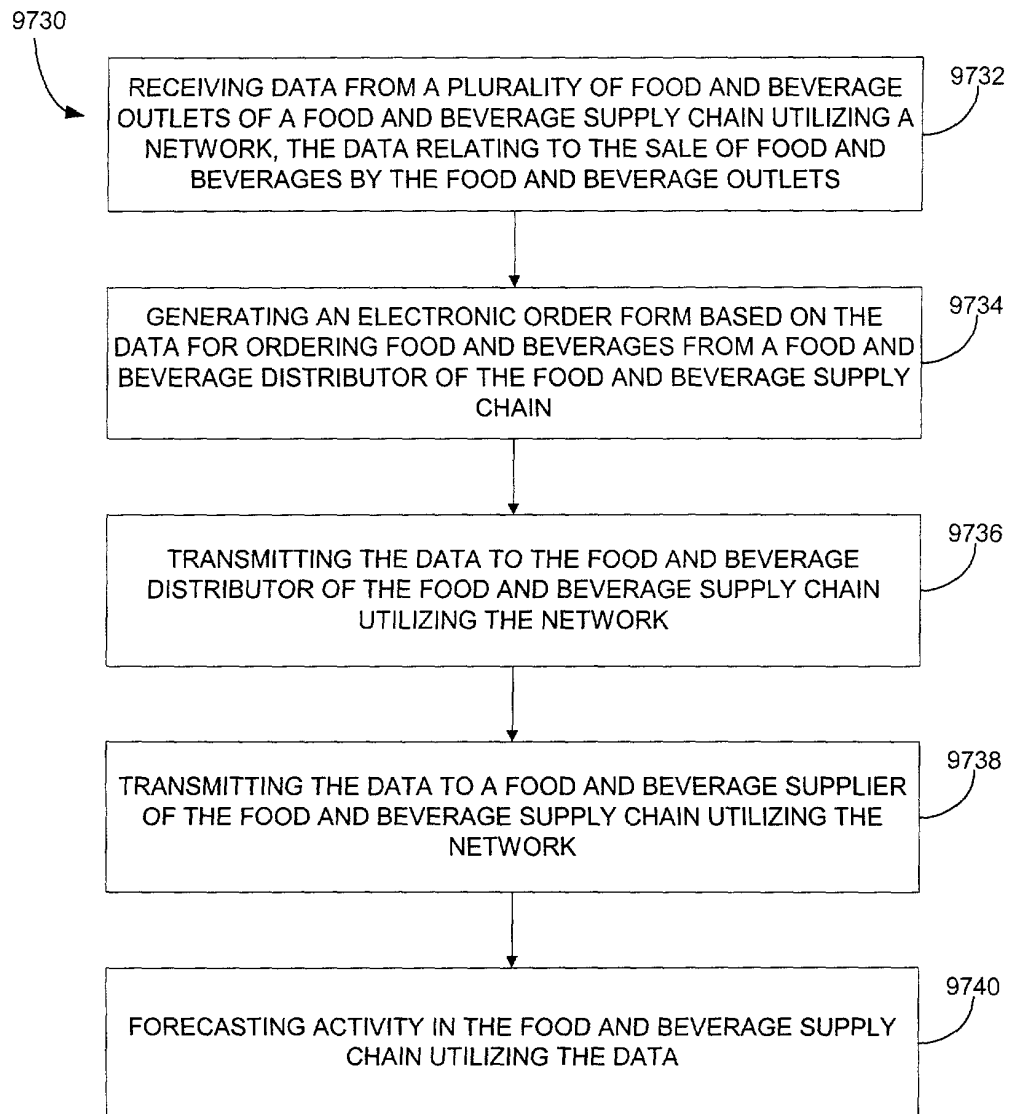 9730
9732
RECEIVING DATA FROM A PLURALITY OF FOOD AND BEVERAGE
OUTLETS OF A FOOD AND BEVERAGE SUPPLY CHAIN UTILIZING A
NETWORK, THE DATA RELATING TO THE SALE OF FOOD AND
BEVERAGES BY THE FOOD AND BEVERAGE OUTLETS
9734
GENERATING AN ELECTRONIC ORDER FORM BASED ON THE
DATA FOR ORDERING FOOD AND BEVERAGES FROM A FOOD AND
BEVERAGE DISTRIBUTOR OF THE FOOD AND BEVERAGE SUPPLY
CHAIN
9736
TRANSMITTING THE DATA TO THE FOOD AND BEVERAGE
DISTRIBUTOR OF THE FOOD AND BEVERAGE SUPPLY CHAIN
UTILIZING THE NETWORK
9738
TRANSMITTING THE DATA TO A FOOD AND BEVERAGE SUPPLIER
OF THE FOOD AND BEVERAGE SUPPLY CHAIN UTILIZING THE
NETWORK
9740
FORECASTING ACTIVITY IN THE FOOD AND BEVERAGE SUPPLY
CHAIN UTILIZING THE DATA